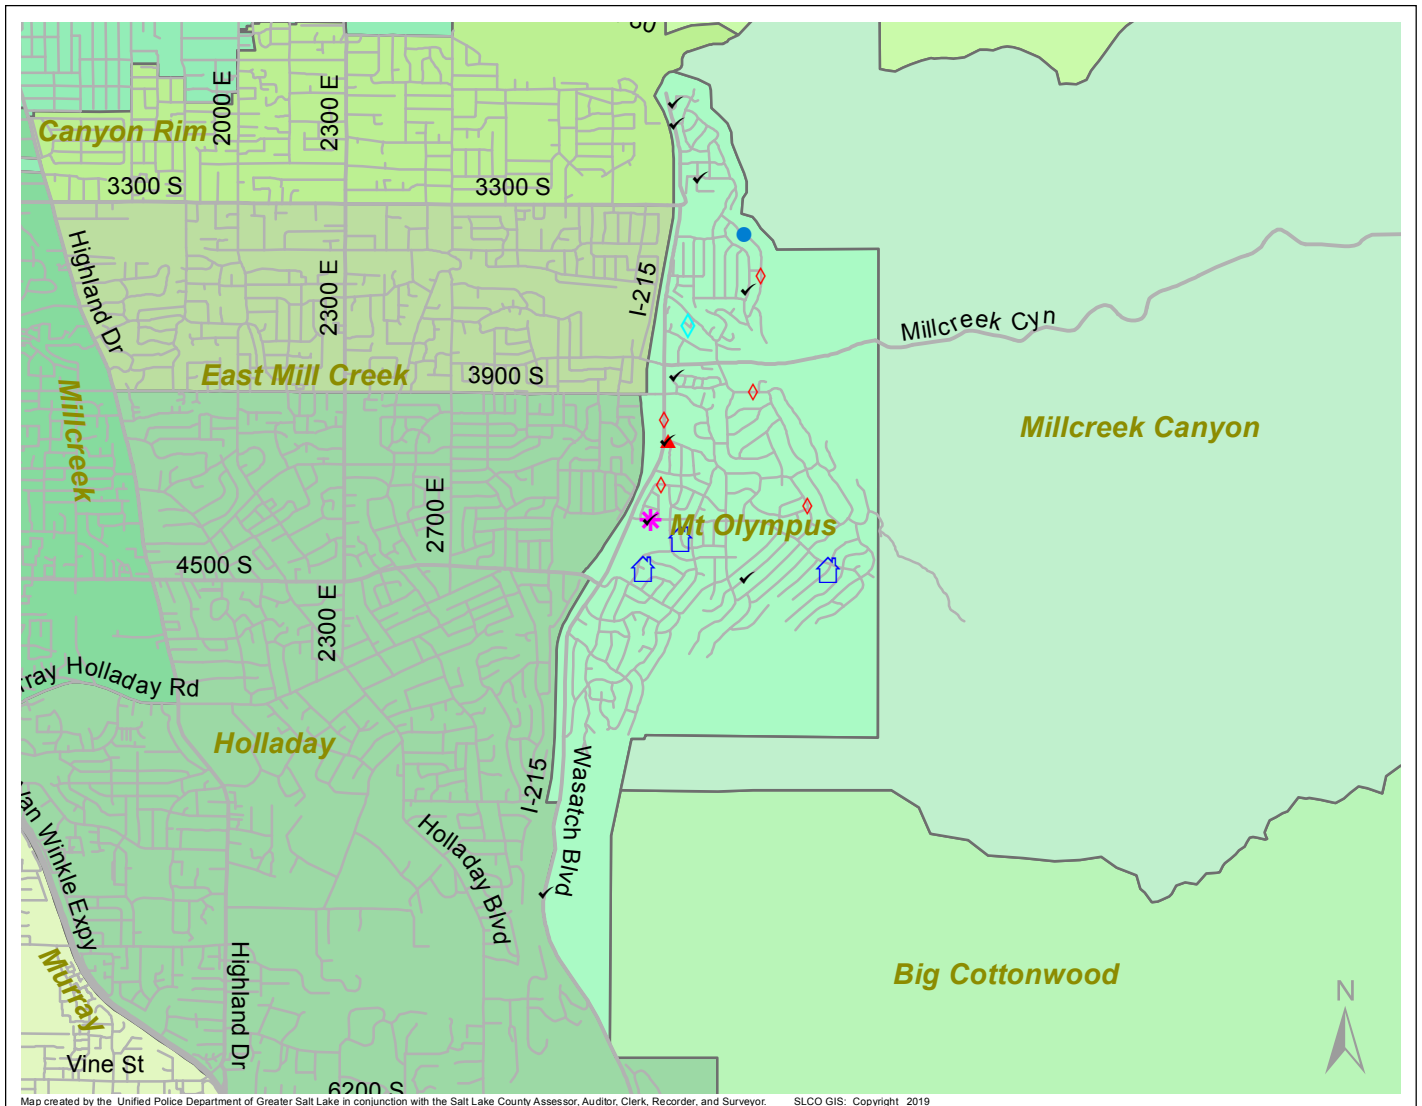 Canyon Rim
2000 E
2300 E
3300 S
3300 S
Highland Dr
2300 E
I-215
Millcreek Cyn
East Mill Creek
3900 S
Millcreek
Millcreek Canyon
2700 E
Mt Olympus
4500 S
2300 E
ray Holladay Rd
Holladay
I-215
Wasatch Blvd
Van Winkle Expy
Holladay Blvd
Murray
Highland Dr
Big Cottonwood
N
Vine St
6200 S
Map created by the Unified Police Department of Greater Salt Lake in conjunction with the Salt Lake County Assessor, Auditor, Clerk, Recorder, and Surveyor. SLCO GIS: Copyright 2019